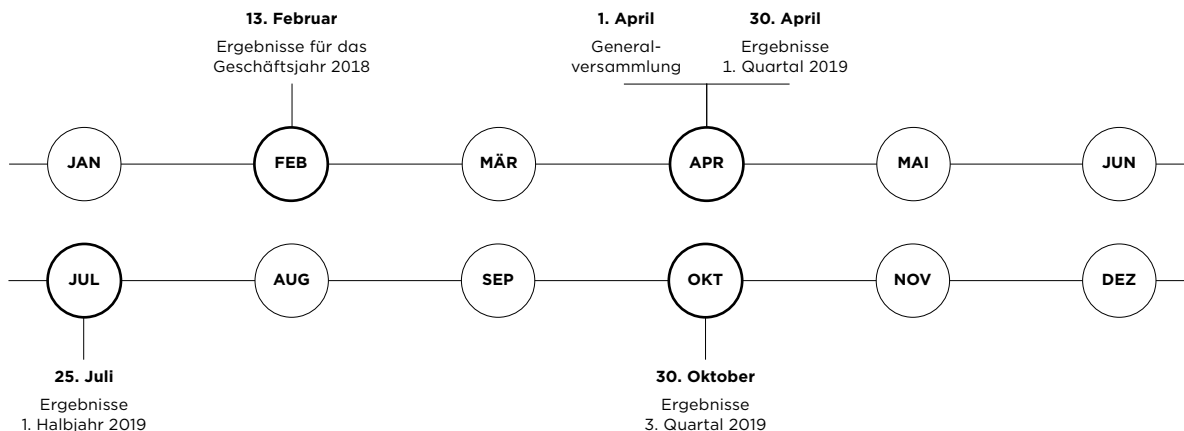 13. Februar
Ergebnisse für das
Geschäftsjahr 2018
1. April
General-
versammlung
30. April
Ergebnisse
1. Quartal 2019
JAN
FEB
MÄR
APR
MAI
JUN
JUL
AUG
SEP
OKT
NOV
DEZ
25. Juli
Ergebnisse
1. Halbjahr 2019
30. Oktober
Ergebnisse
3. Quartal 2019